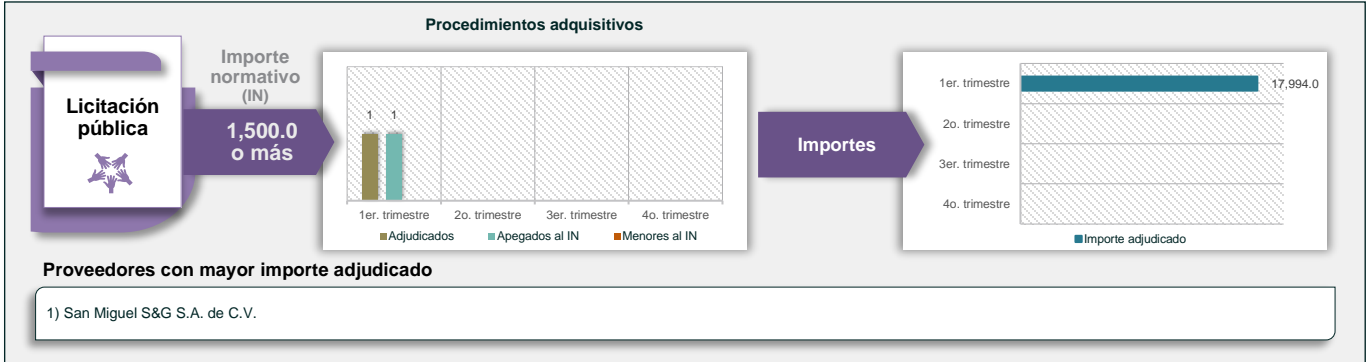 Procedimientos adquisitivos
Licitación
pública
Importe
normativo
(IN)
1,500.0
o más
1
1
1er. trimestre
2o. trimestre
3er. trimestre
4o. trimestre
Adjudicados
Apegados al IN
Menores al IN
Importes
1er. trimestre
17,994.0
2o. trimestre
3er. trimestre
4o. trimestre
Importe adjudicado
Proveedores con mayor importe adjudicado
1) San Miguel S&G S.A. de C.V.